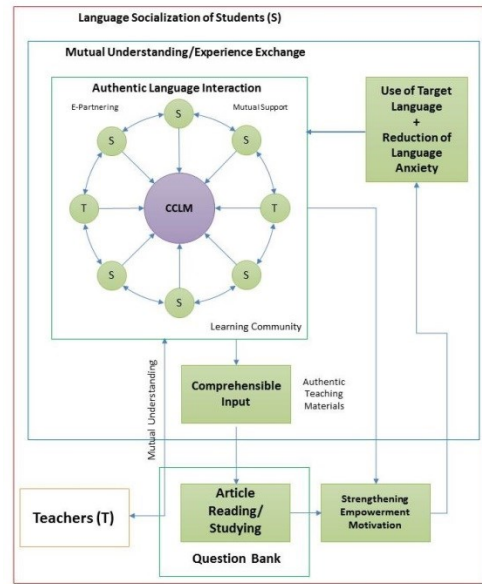 Language Socialization of Students (S)
Mutual Understanding/Experience Exchange
Authentic Language Interaction
E-Partnering
Mutual Support
S
S
S
T
CCLM
T
S
S
S
Learning Community
Use of Target
Language
+
Reduction of
Language
Anxiety
Mutual Understanding
Comprehensible
Input
Authentic
Teaching
Materials
Teachers (T)
Article
Reading/
Studying
Question Bank
Strengthening
Empowerment
Motivation